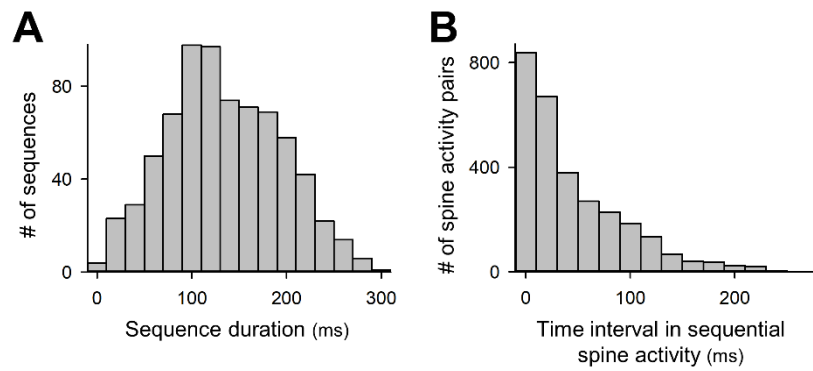 A
# of sequences
80
40
0
0 100 200 300
Sequence duration (ms)
B
# of spine activity pairs
800
400
0
0 100 200
Time interval in sequential
spine activity (ms)